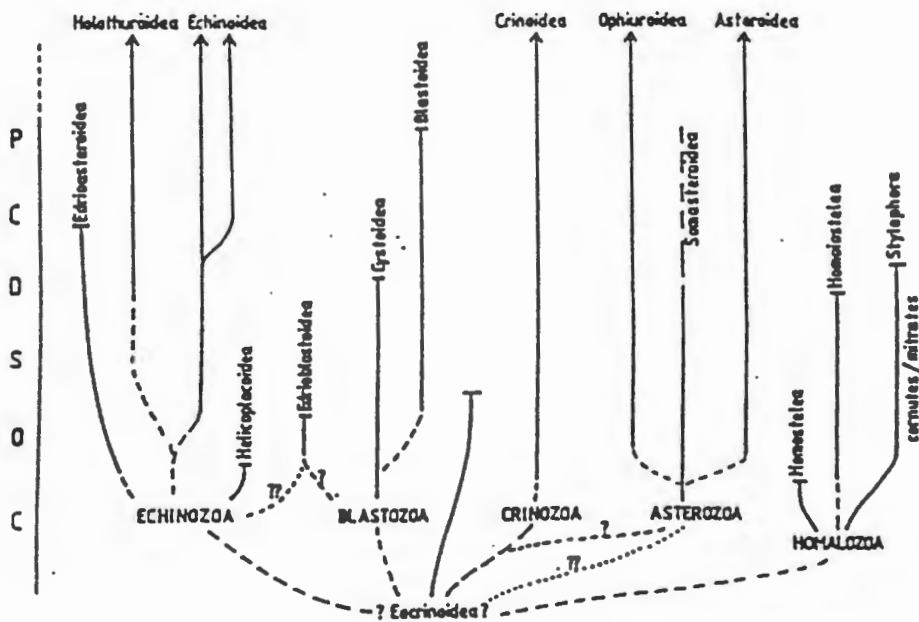 Holothuroidea Echinoidea Crinoidea Ophiuroidea Asteroidea
Edrioasteroidea
Blastoidea
Somasteroidea
Cystoidea
Homoiostelea
Stylophora
cornutes/mitrates
Helicoplacoidea
Edrioblastoidea
Homostelea
P
C
D
S
O
C
??
?
ECHINOZOA BLASTOZOA CRINOZOA ASTEROZOA
HOMALOZOA
?
??
? Eocrinoidea ?